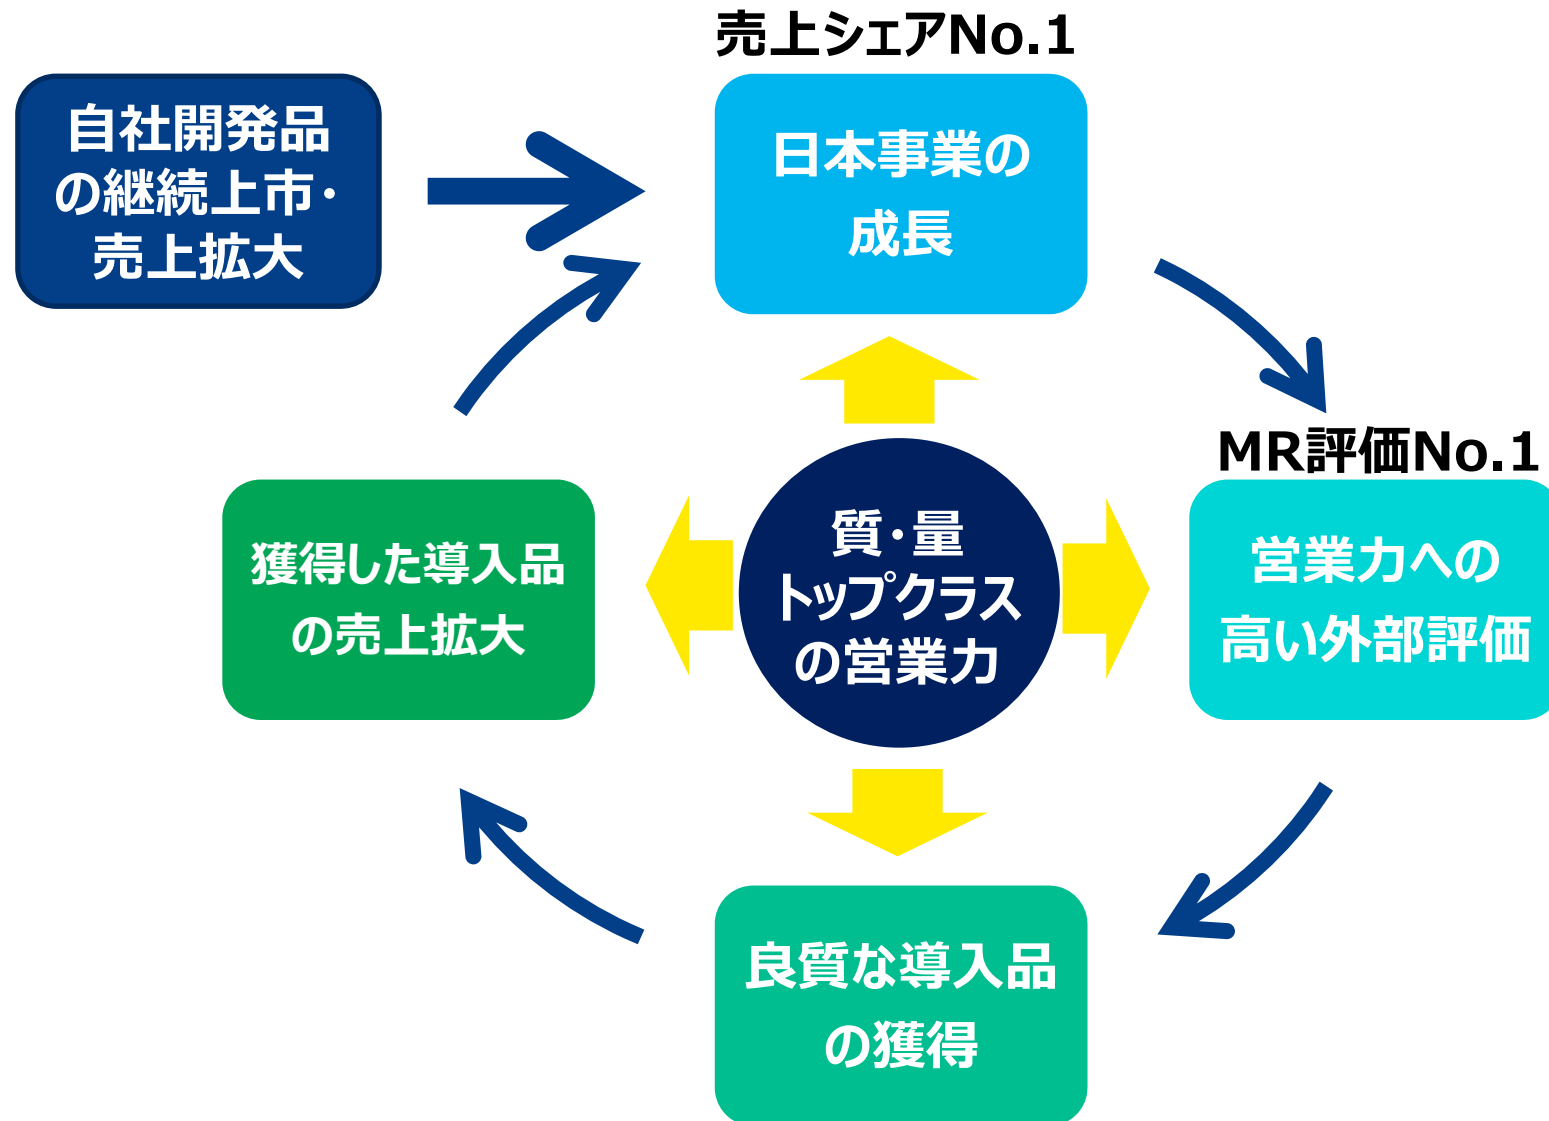 売上シェアNo.1
自社開発品
の継続上市・
売上拡大
日本事業の
成長
MR評価No.1
獲得した導入品
の売上拡大
質・量
トップクラス
の営業力
営業力への
高い外部評価
良質な導入品
の獲得